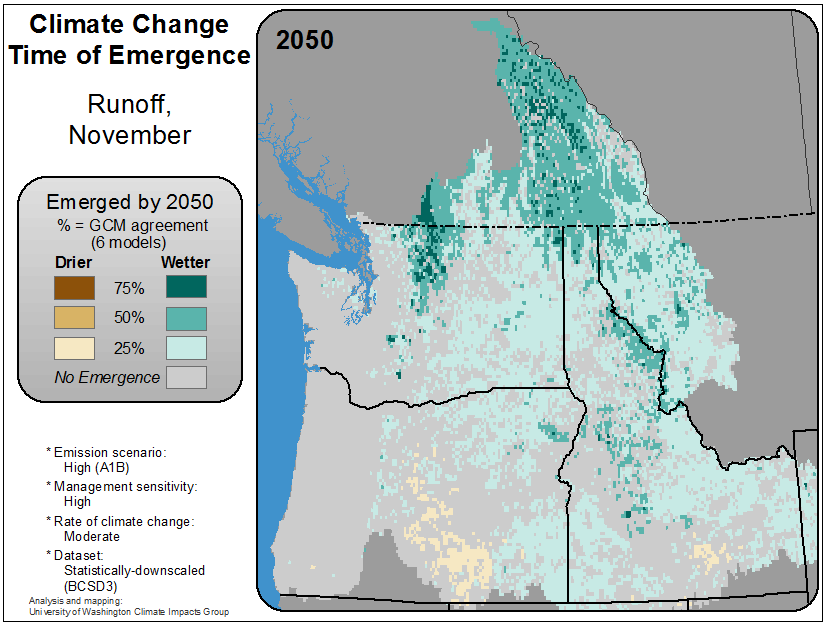 Climate Change
Time of Emergence
Runoff,
November
2050
Emerged by 2050
% = GCM agreement
(6 models)
Drier Wetter
75%
50%
25%
No Emergence
* Emission scenario:
High (A1B)
* Management sensitivity:
High
* Rate of climate change:
Moderate
* Dataset:
Statistically-downscaled
(BCSD3)
Analysis and mapping:
University of Washington Climate Impacts Group